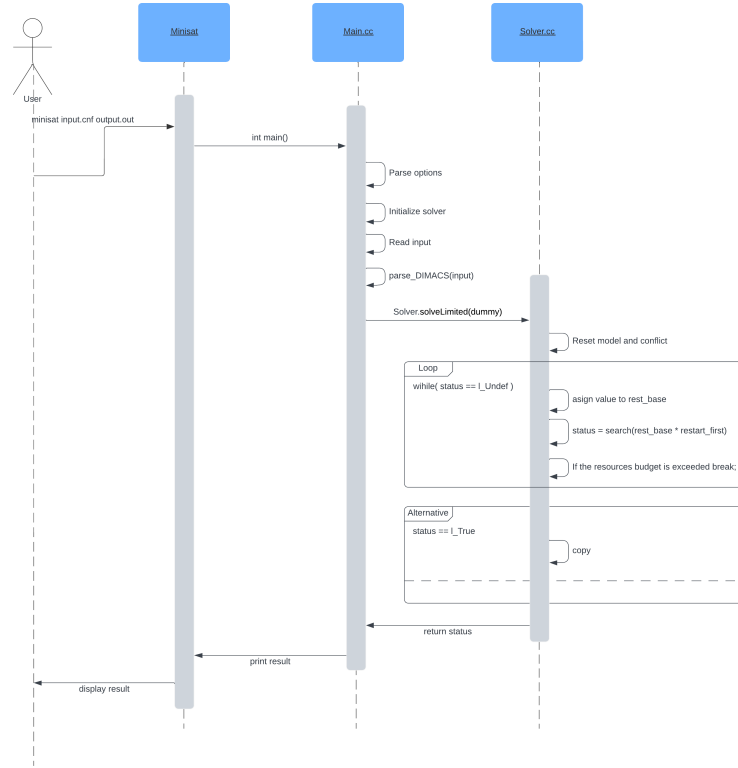 Minisat
Main.cc
Solver.cc
User
minisat input.cnf output.out
int main()
Parse options
Initialize solver
Read input
parse_DIMACS(input)
Solver.solveLimited(dummy)
Reset model and conflict
Loop
wihile( status == l_Undef )
asign value to rest_base
status = search(rest_base * restart_first)
If the resources budget is exceeded break;
Alternative
status == l_True
copy
return status
print result
display result